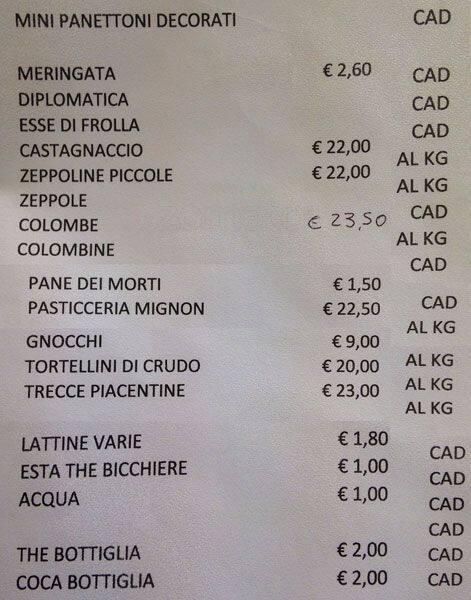 MINI PANETTONI DECORATI CAD
MERINGATA € 2,60 CAD
DIPLOMATICA CAD
ESSE DI FROLLA CAD
CASTAGNACCIO € 22,00 AL KG
ZEPPOLINE PICCOLE € 22,00 AL KG
ZEPPOLE CAD
COLOMBE € 23,50 AL KG
COLOMBINE CAD
PANE DEI MORTI € 1,50 CAD
PASTICCERIA MIGNON € 22,50 AL KG
GNOCCHI € 9,00 AL KG
TORTELLINI DI CRUDO € 20,00 AL KG
TRECCE PIACENTINE € 23,00 AL KG
LATTINE VARIE € 1,80 CAD
ESTA THE BICCHIERE € 1,00 CAD
ACQUA € 1,00 CAD
CAD
THE BOTTIGLIA € 2,00 CAD
COCA BOTTIGLIA € 2,00 CAD